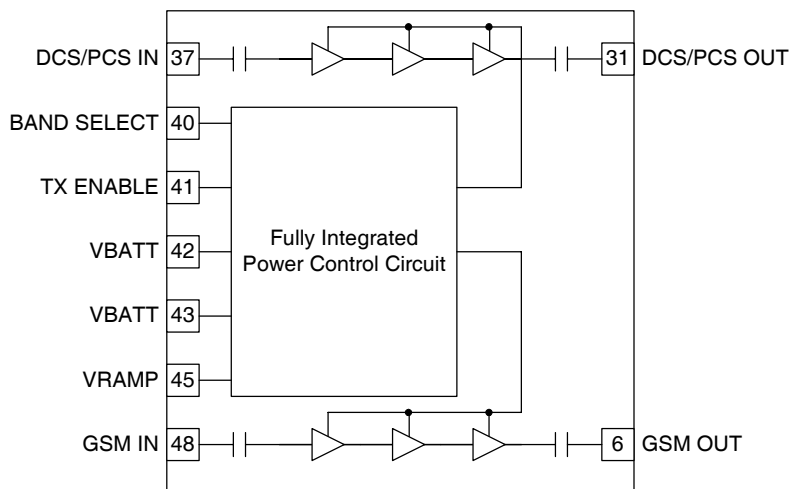 DCS/PCS IN 37 31 DCS/PCS OUT
BAND SELECT 40
TX ENABLE 41
VBATT 42
Fully Integrated
Power Control Circuit
VBATT 43
VRAMP 45
GSM IN 48 6 GSM OUT